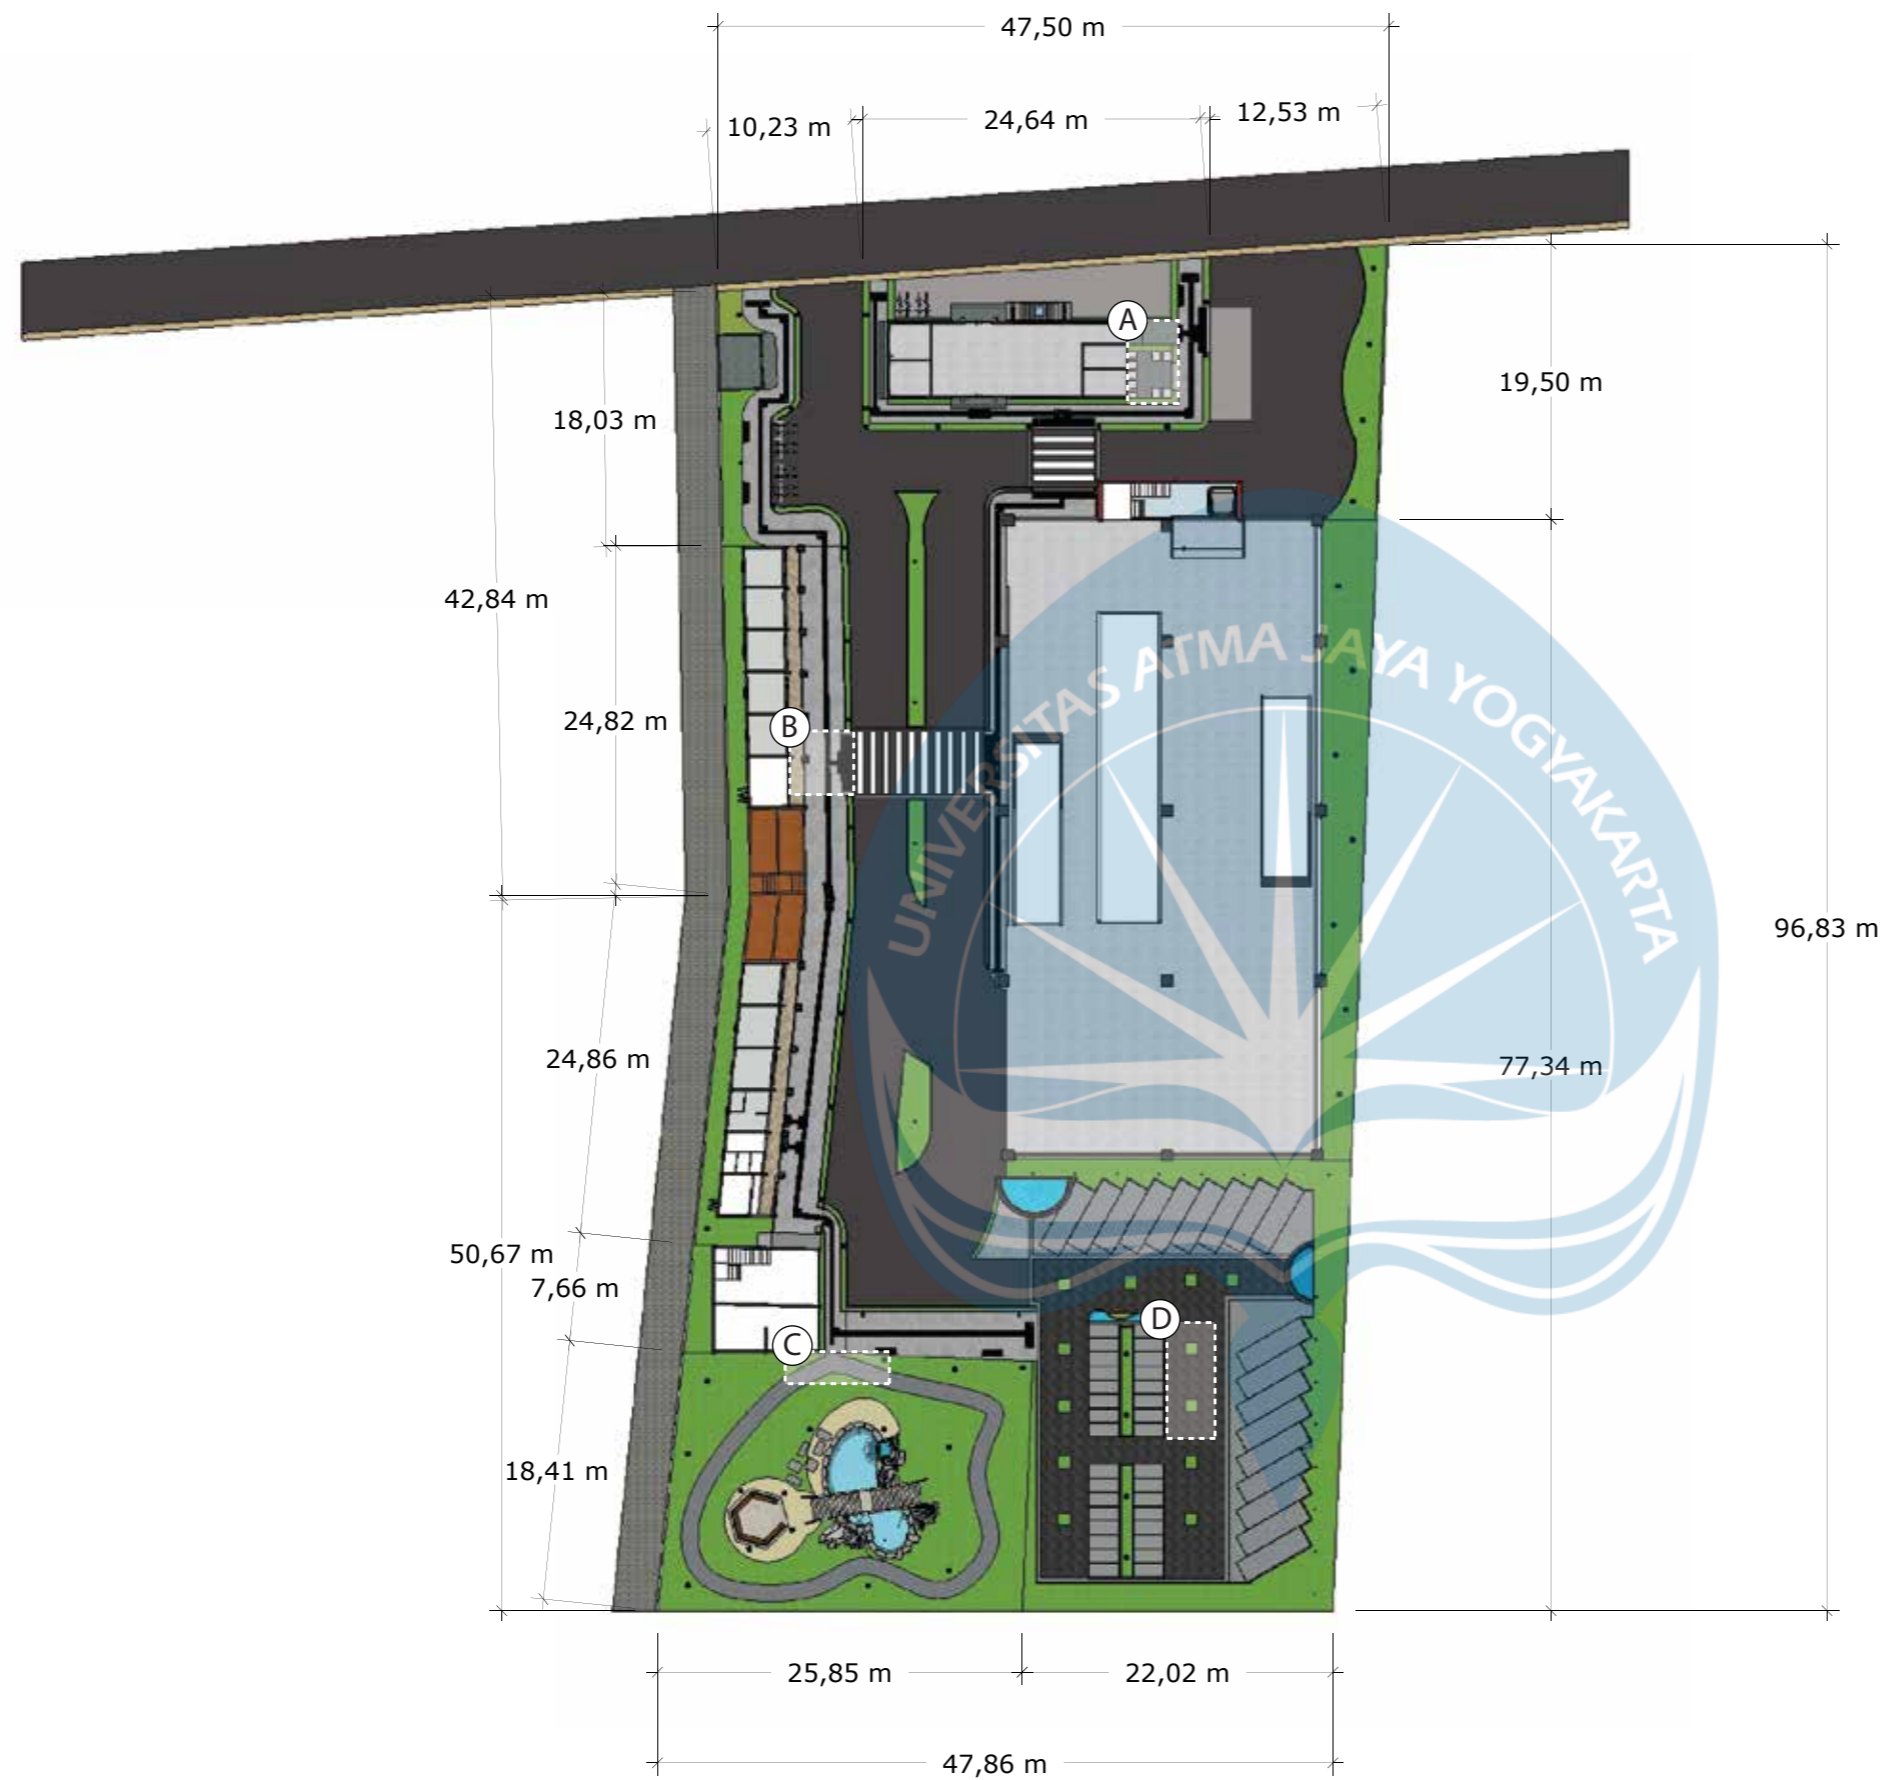 47,50 m
10,23 m
24,64 m
12,53 m
A
19,50 m
18,03 m
42,84 m
UNIVERSITAS ATMA JAYA YOGYAKARTA
24,82 m
B
96,83 m
24,86 m
77,34 m
50,67 m
7,66 m
D
C
18,41 m
25,85 m
22,02 m
47,86 m